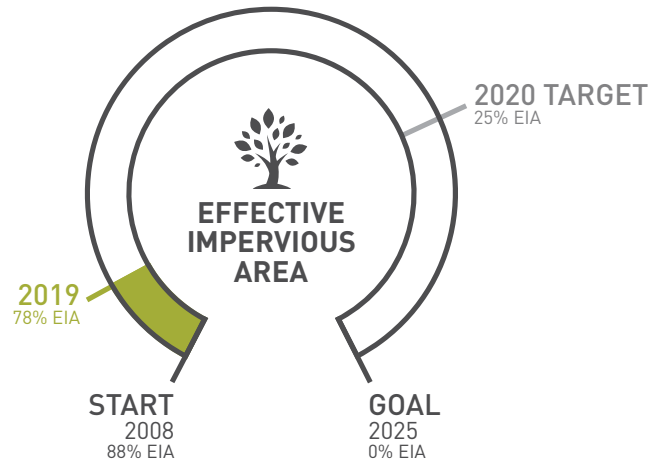 2020 TARGET
25% EIA
EFFECTIVE
IMPERVIOUS
AREA
2019
78% EIA
START
2008
88% EIA
GOAL
2025
0% EIA